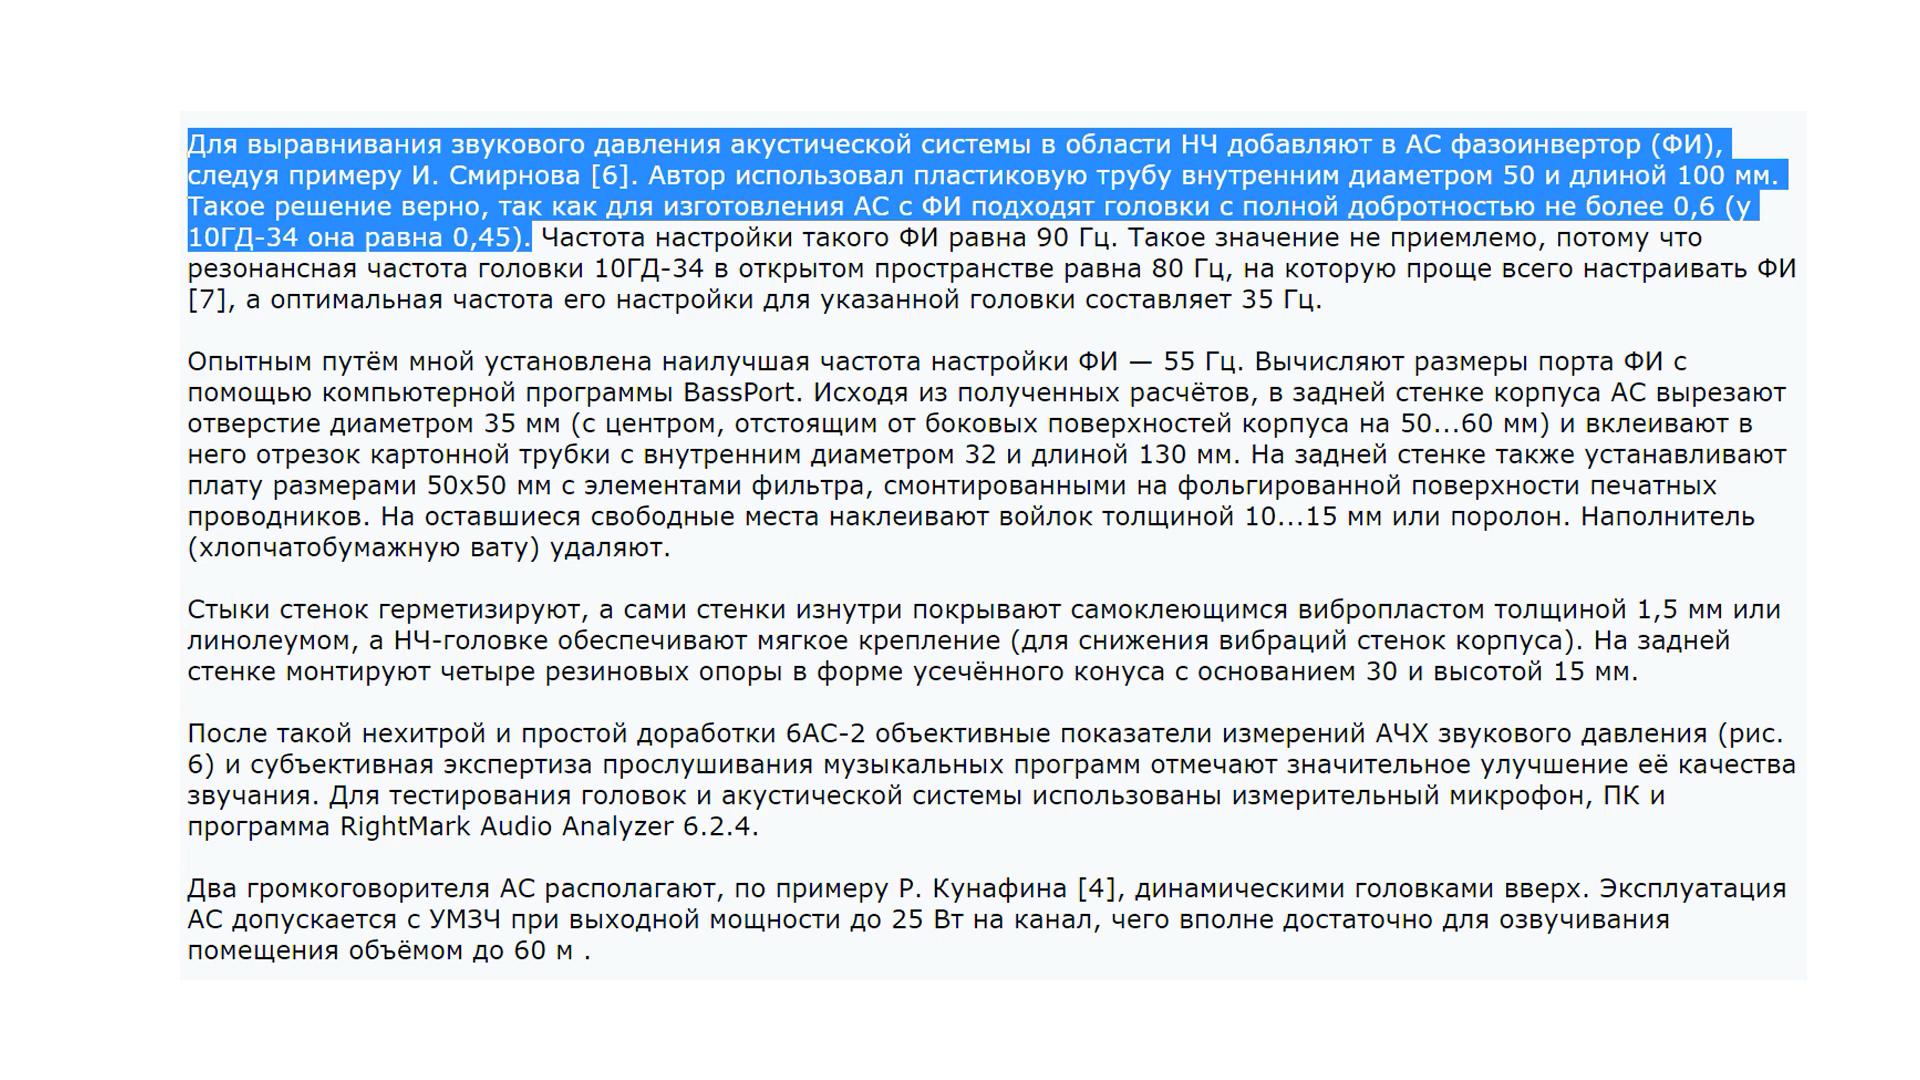 Для выравнивания звукового давления акустической системы в области НЧ добавляют в АС фазоинвертор (ФИ),
следуя примеру И. Смирнова [6]. Автор использовал пластиковую трубу внутренним диаметром 50 и длиной 100 мм.
Такое решение верно, так как для изготовления АС с ФИ подходят головки с полной добротностью не более 0,6 (у
10ГД-34 она равна 0,45). Частота настройки такого ФИ равна 90 Гц. Такое значение не приемлемо, потому что
резонансная частота головки 10ГД-34 в открытом пространстве равна 80 Гц, на которую проще всего настраивать ФИ
[7], а оптимальная частота его настройки для указанной головки составляет 35 Гц.
Опытным путём мной установлена наилучшая частота настройки ФИ — 55 Гц. Вычисляют размеры порта ФИ с
помощью компьютерной программы BassPort. Исходя из полученных расчётов, в задней стенке корпуса АС вырезают
отверстие диаметром 35 мм (с центром, отстоящим от боковых поверхностей корпуса на 50...60 мм) и вклеивают в
него отрезок картонной трубки с внутренним диаметром 32 и длиной 130 мм. На задней стенке также устанавливают
плату размерами 50x50 мм с элементами фильтра, смонтированными на фольгированной поверхности печатных
проводников. На оставшиеся свободные места наклеивают войлок толщиной 10...15 мм или поролон. Наполнитель
(хлопчатобумажную вату) удаляют.
Стыки стенок герметизируют, а сами стенки изнутри покрывают самоклеющимся вибропластом толщиной 1,5 мм или
линолеумом, а НЧ-головке обеспечивают мягкое крепление (для снижения вибраций стенок корпуса). На задней
стенке монтируют четыре резиновых опоры в форме усечённого конуса с основанием 30 и высотой 15 мм.
После такой нехитрой и простой доработки 6АС-2 объективные показатели измерений АЧХ звукового давления (рис.
6) и субъективная экспертиза прослушивания музыкальных программ отмечают значительное улучшение её качества
звучания. Для тестирования головок и акустической системы использованы измерительный микрофон, ПК и
программа RightMark Audio Analyzer 6.2.4.
Два громкоговорителя АС располагают, по примеру Р. Кунафина [4], динамическими головками вверх. Эксплуатация
АС допускается с УМЗЧ при выходной мощности до 25 Вт на канал, чего вполне достаточно для озвучивания
помещения объёмом до 60 м .